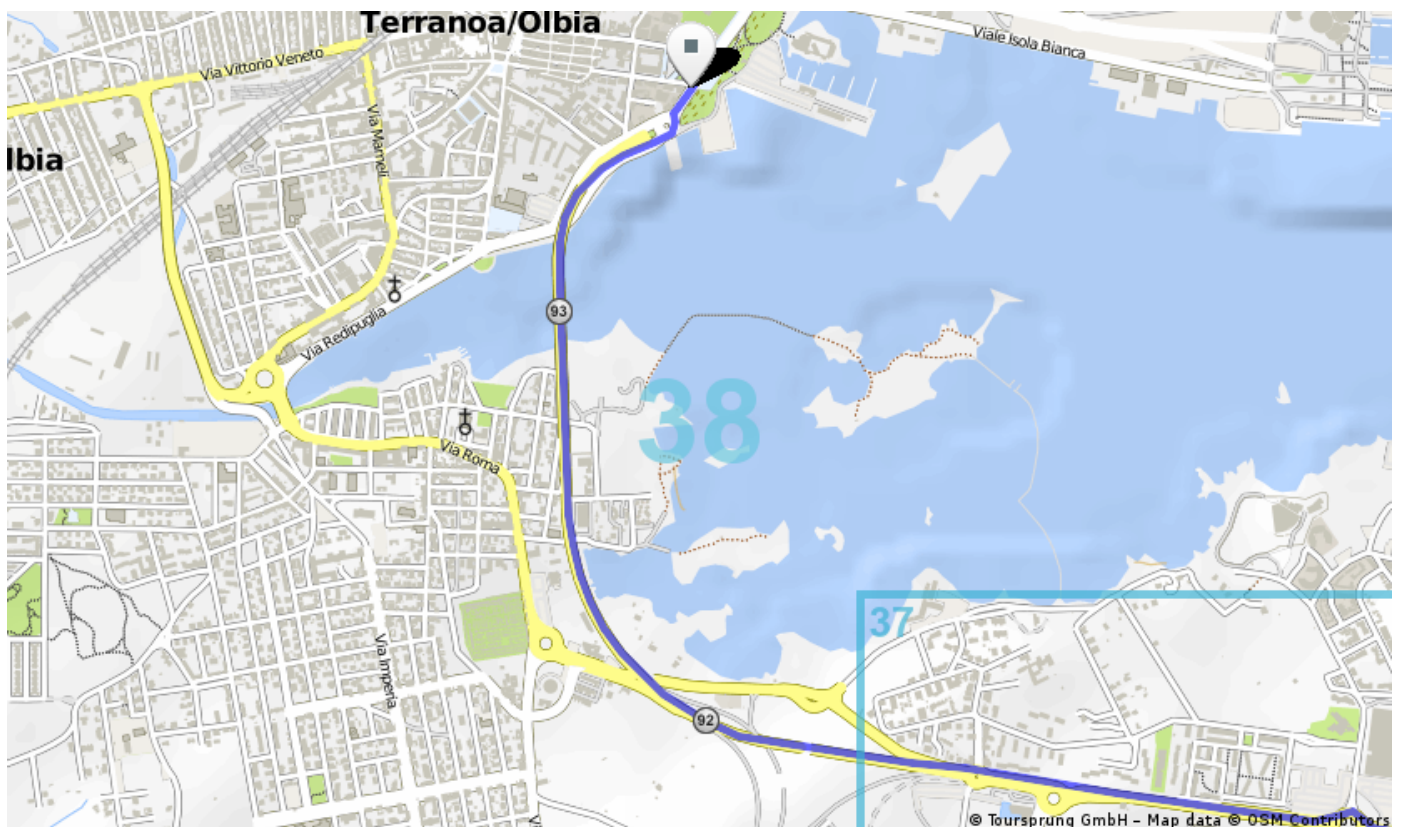 Terranoa/Olbia
Viale Isola Bianca
Via Vittorio Veneto
Via Mameli
lbia
93
Via Redipuglia
38
Via Roma
37
Via Imperia
92
© Toursprung GmbH – Map data © OSM Contributors